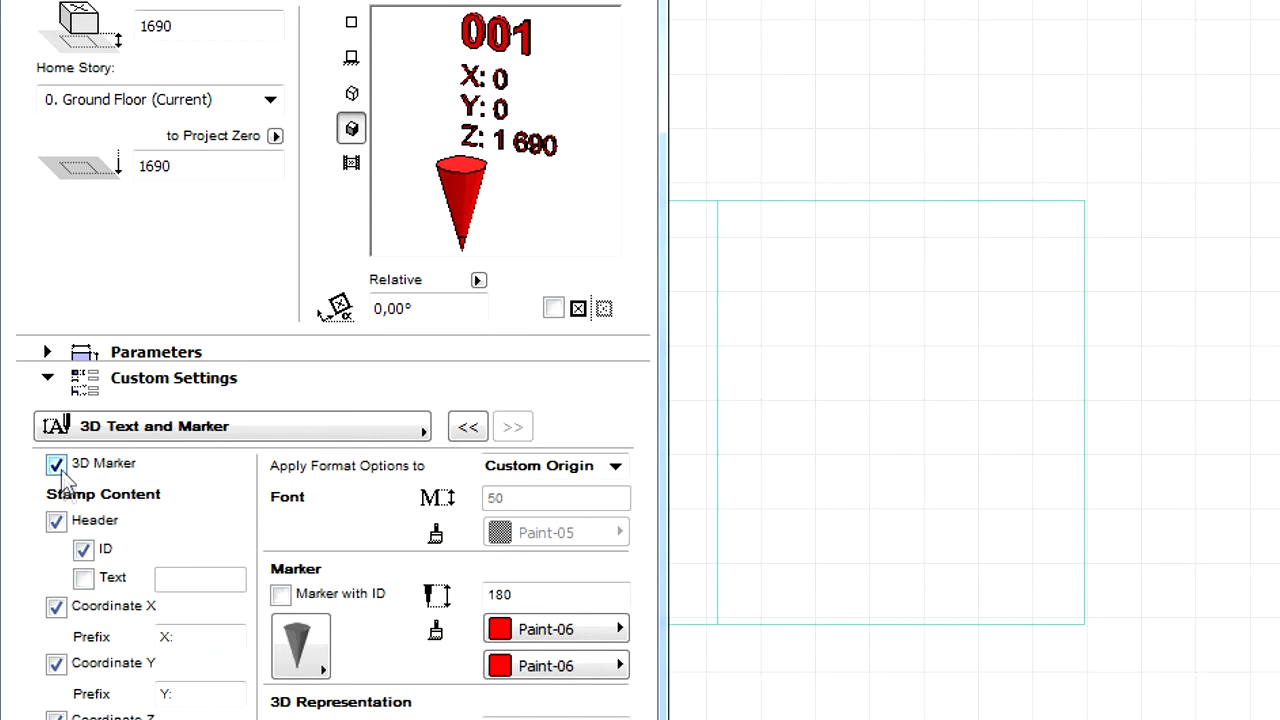 1690
Home Story:
0. Ground Floor (Current)
to Project Zero
1690
001
X: 0
Y: 0
Z: 1 690
Relative
0,00°
Parameters
Custom Settings
3D Text and Marker
<<
>>
3D Marker
Stamp Content
Header
ID
Text
Coordinate X
Prefix X:
Coordinate Y
Prefix Y:
Coordinate Z
Apply Format Options to Custom Origin
Font 50
Paint-05
Marker
Marker with ID 180
Paint-06
Paint-06
3D Representation